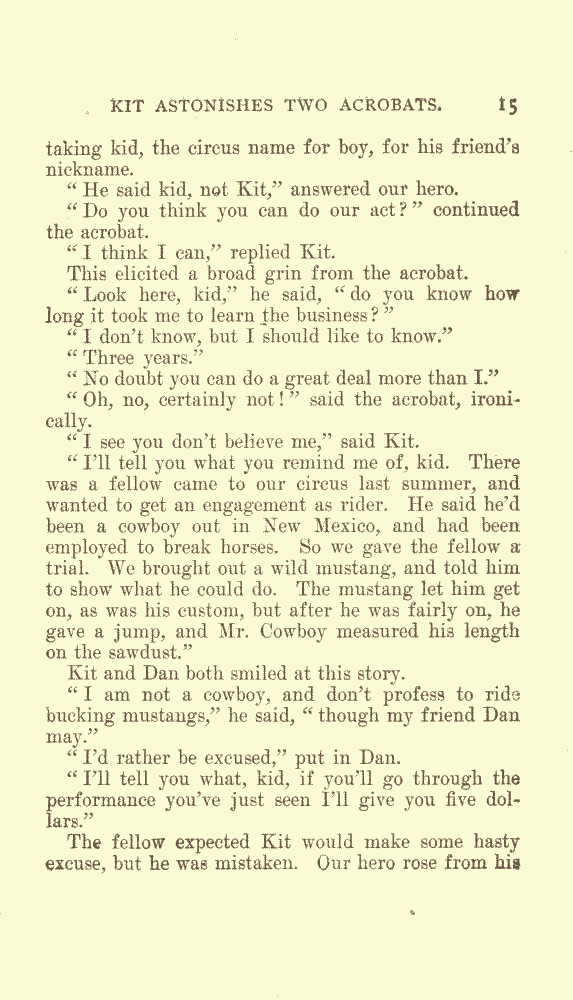 KIT ASTONISHES TWO ACROBATS. 15
taking kid, the circus name for boy, for his friend's
nickname.
“He said kid, not Kit,” answered our hero.
“Do you think you can do our act?” continued
the acrobat.
“I think I can,” replied Kit.
This elicited a broad grin from the acrobat.
“Look here, kid,” he said, “do you know how
long it took me to learn the business?”
“I don't know, but I should like to know.”
“Three years.”
“No doubt you can do a great deal more than I.”
“Oh, no, certainly not!” said the acrobat, ironi-
cally.
“I see you don't believe me,” said Kit.
“I'll tell you what you remind me of, kid. There
was a fellow came to our circus last summer, and
wanted to get an engagement as rider. He said he'd
been a cowboy out in New Mexico, and had been
employed to break horses. So we gave the fellow a
trial. We brought out a wild mustang, and told him
to show what he could do. The mustang let him get
on, as was his custom, but after he was fairly on, he
gave a jump, and Mr. Cowboy measured his length
on the sawdust.”
Kit and Dan both smiled at this story.
“I am not a cowboy, and don't profess to ride
bucking mustangs,” he said, “though my friend Dan
may.”
“I'd rather be excused,” put in Dan.
“I'll tell you what, kid, if you'll go through the
performance you've just seen I'll give you five dol-
lars.”
The fellow expected Kit would make some hasty
excuse, but he was mistaken. Our hero rose from his